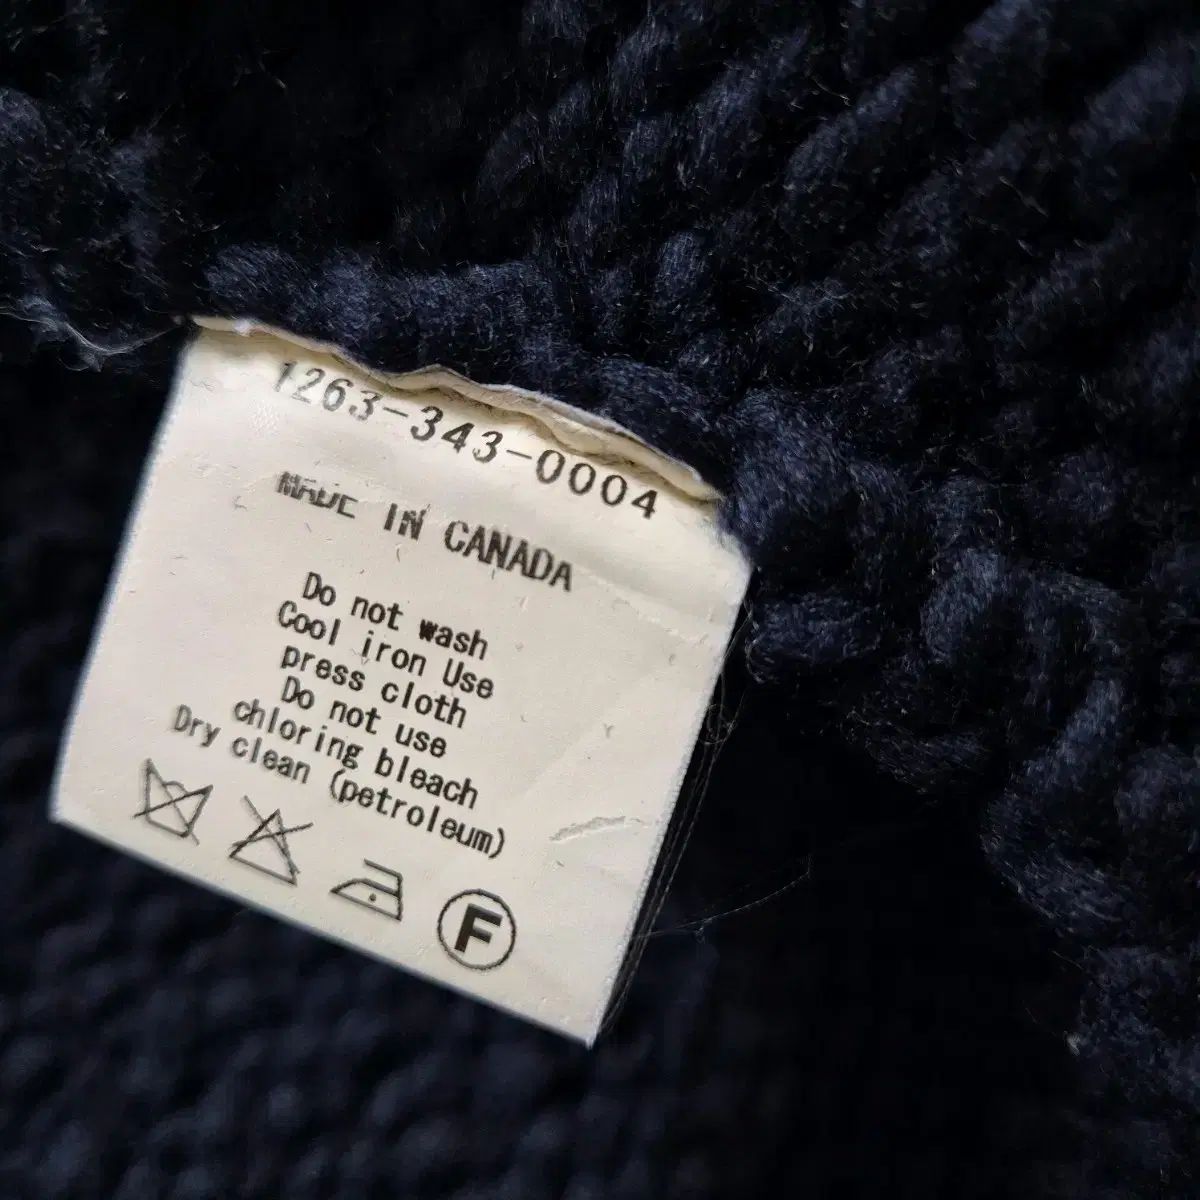 1263-343-0004
MADE IN CANADA
Do not wash
Cool iron Use
press cloth
Do not use
chloring bleach
Dry clean (petroleum)
F